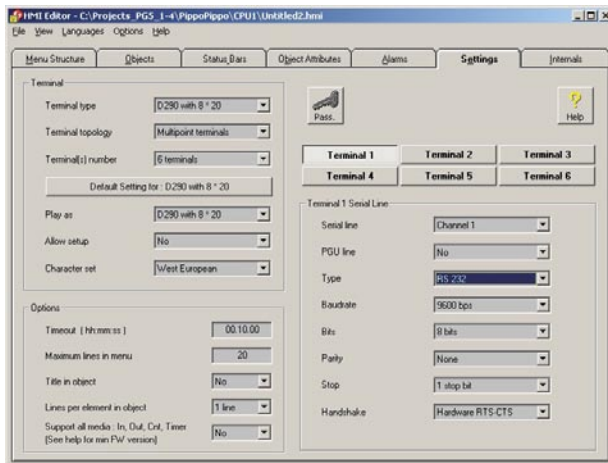 HMI Editor - C:\Projects_PG5_1-4\PippoPippo\CPU1\Untitled2.hmi
File View Languages Options Help
Menu Structure Objects Status Bars Object Attributes Alarms Settings Internals
Terminal
Terminal type D290 with 8 * 20
Terminal topology Multipoint terminals
Terminal(s) number 6 terminals
Default Setting for : D290 with 8 * 20
Play as D290 with 8 * 20
Allow setup No
Character set West European
Options
Timeout ( hh:mm:ss ) 00.10.00
Maximum lines in menu 20
Title in object No
Lines per element in object 1 line
Support all media : In, Out, Cnt, Timer
(See help for min FW version) No
Pass. Help
Terminal 1 Terminal 2 Terminal 3
Terminal 4 Terminal 5 Terminal 6
Terminal 1 Serial Line
Serial line Channel 1
PGU line No
Type RS 232
Baudrate 9600 bps
Bits 8 bits
Parity None
Stop 1 stop bit
Handshake Hardware RTS-CTS